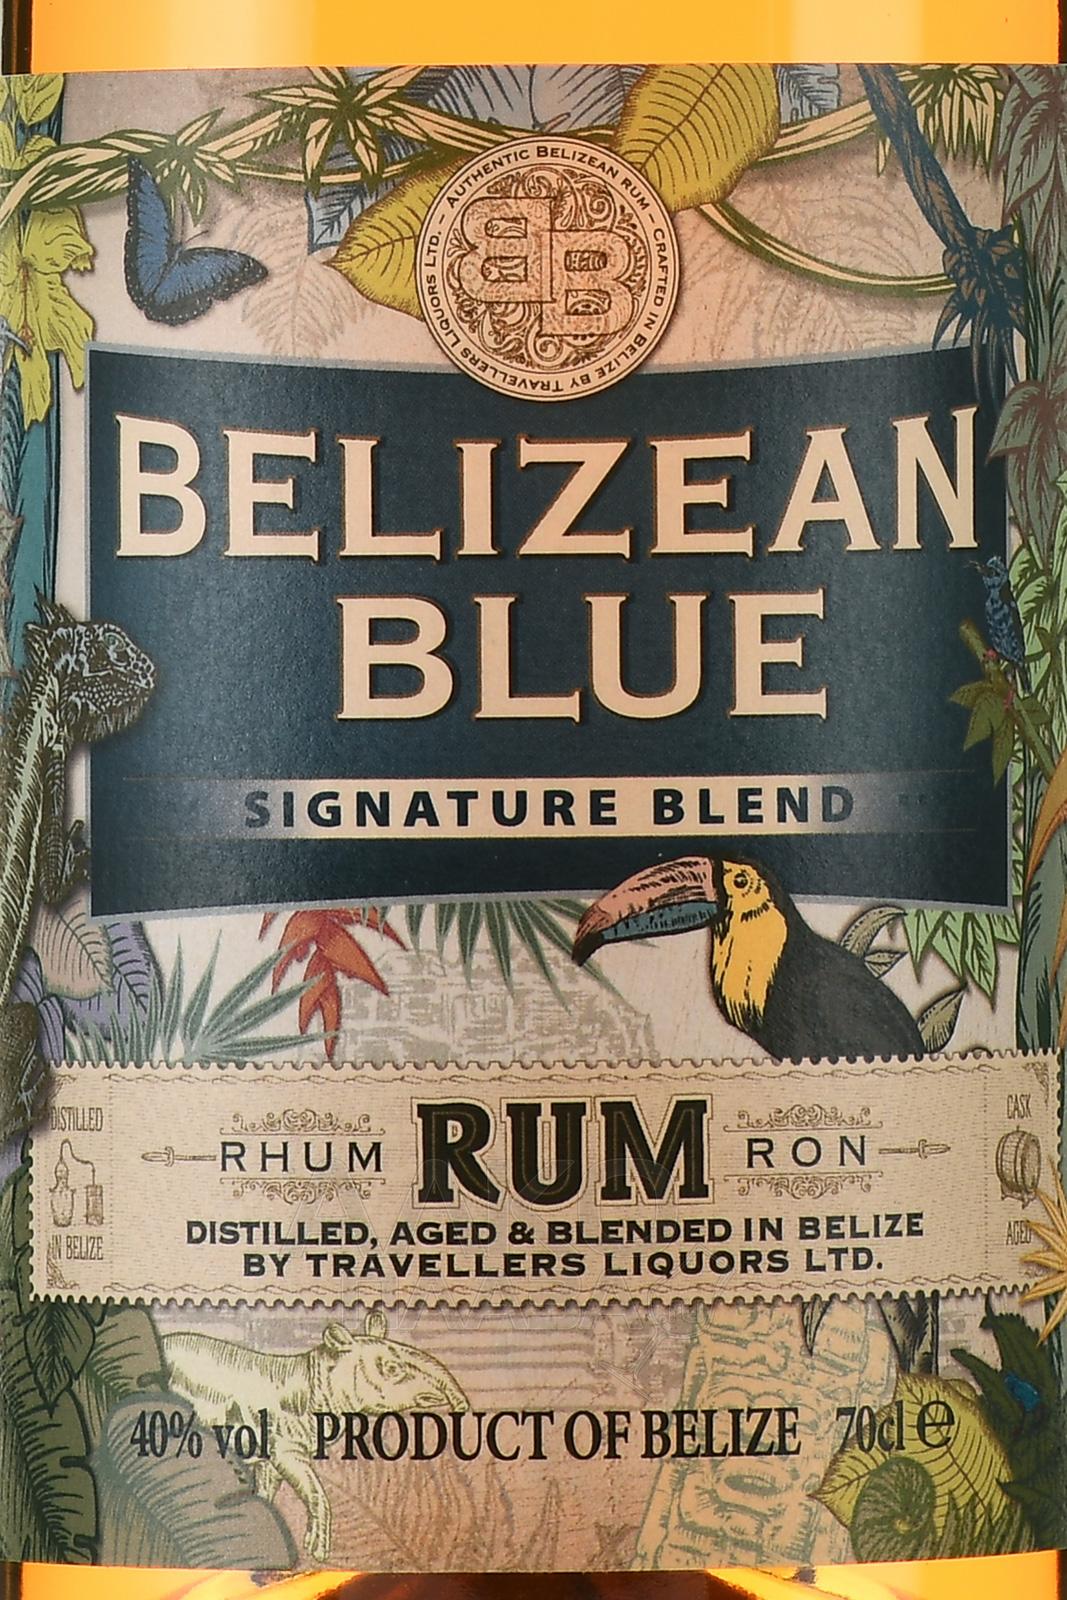 AUTHENTIC BELIZEAN RUM – CRAFTED IN BELIZE BY TRAVELLERS LIQUORS LTD. –
BB
BELIZEAN
BLUE
SIGNATURE BLEND
DISTILLED
IN BELIZE
RHUM RUM RON
CASK
AGED
DISTILLED, AGED & BLENDED IN BELIZE
BY TRAVELLERS LIQUORS LTD.
40% vol PRODUCT OF BELIZE 70cl ℮